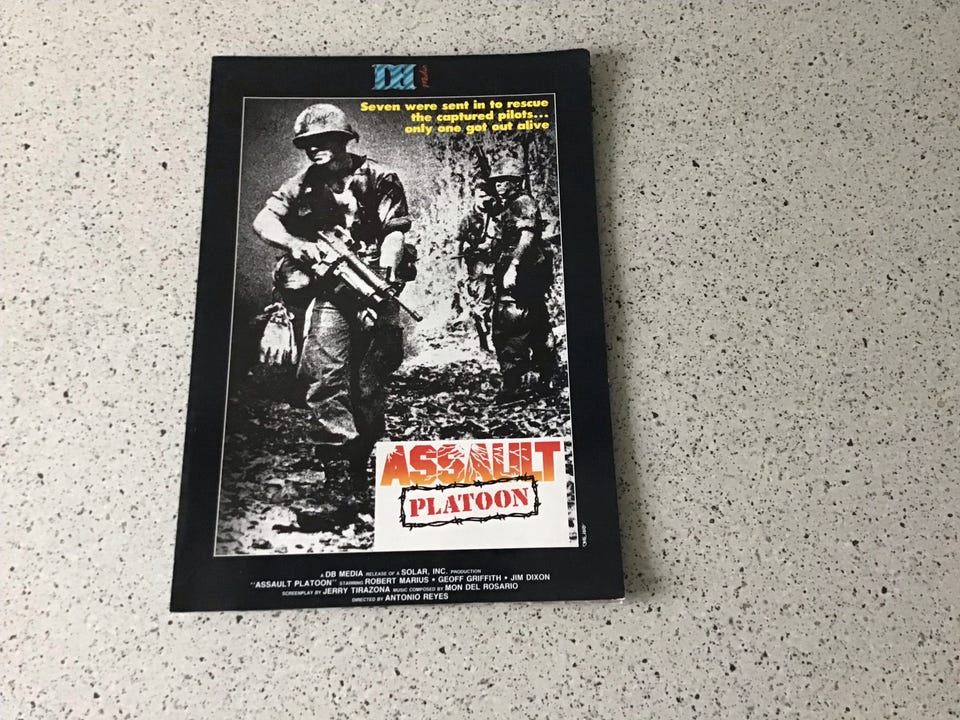 DB
Media
Seven were sent in to rescue
the captured pilots...
only one got out alive
ASSAULT
PLATOON
A DB MEDIA RELEASE OF A SOLAR, INC. PRODUCTION
"ASSAULT PLATOON" STARRING ROBERT MARIUS • GEOFF GRIFFITH • JIM DIXON
SCREENPLAY BY JERRY TIRAZONA MUSIC COMPOSED BY MON DEL ROSARIO
DIRECTED BY ANTONIO REYES